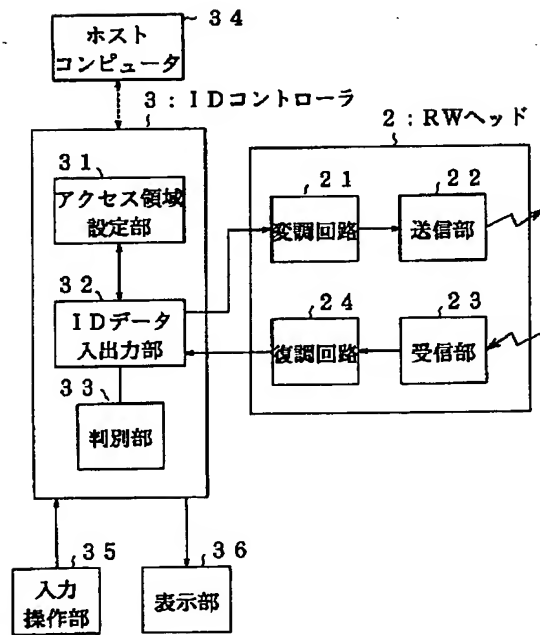 34
ホスト
コンピュータ
3:IDコントローラ
2:RWヘッド
31
アクセス領域
設定部
21
変調回路
22
送信部
32
IDデータ
入出力部
24
復調回路
23
受信部
33
判別部
35
入力
操作部
36
表示部